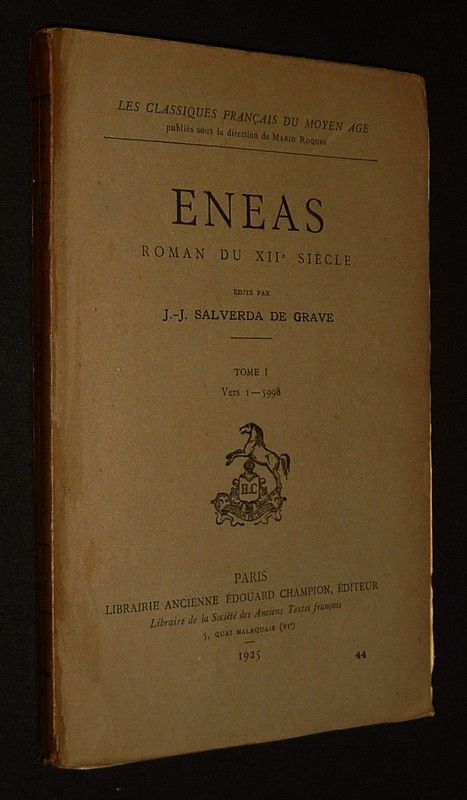 LES CLASSIQUES FRANÇAIS DU MOYEN AGE
publiés sous la direction de MARIO ROQUES
ENEAS
ROMAN DU XIIe SIÈCLE
ÉDITÉ PAR
J.-J. SALVERDA DE GRAVE
TOME I
Vers 1—5998
H.C
PARIS
LIBRAIRIE ANCIENNE ÉDOUARD CHAMPION, ÉDITEUR
Libraire de la Société des Anciens Textes français
5, QUAI MALAQUAIS (VIe)
1925 44